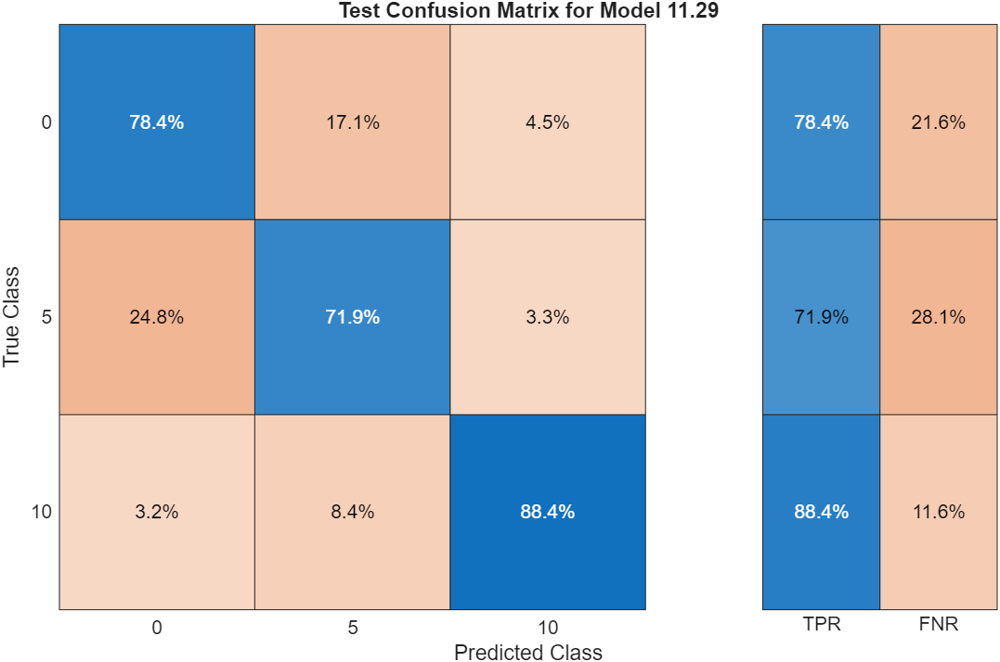 Test Confusion Matrix for Model 11.29
True Class
0 78.4% 17.1% 4.5% 78.4% 21.6%
5 24.8% 71.9% 3.3% 71.9% 28.1%
10 3.2% 8.4% 88.4% 88.4% 11.6%
0 5 10 TPR FNR
Predicted Class